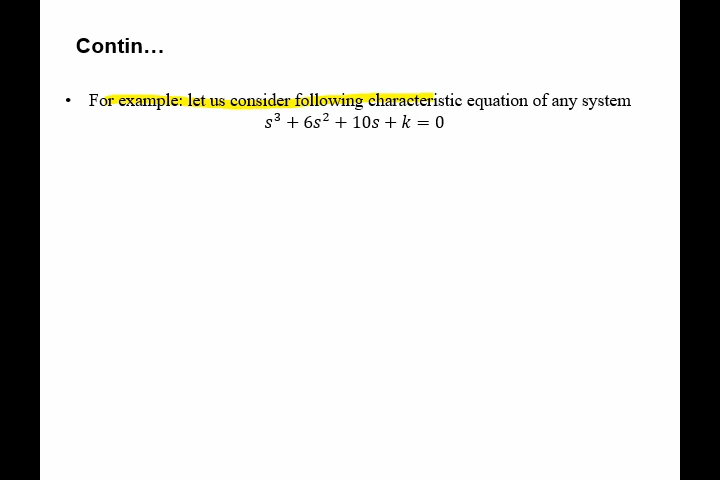 Contin…
• For example: let us consider following characteristic equation of any system
s³ + 6s² + 10s + k = 0